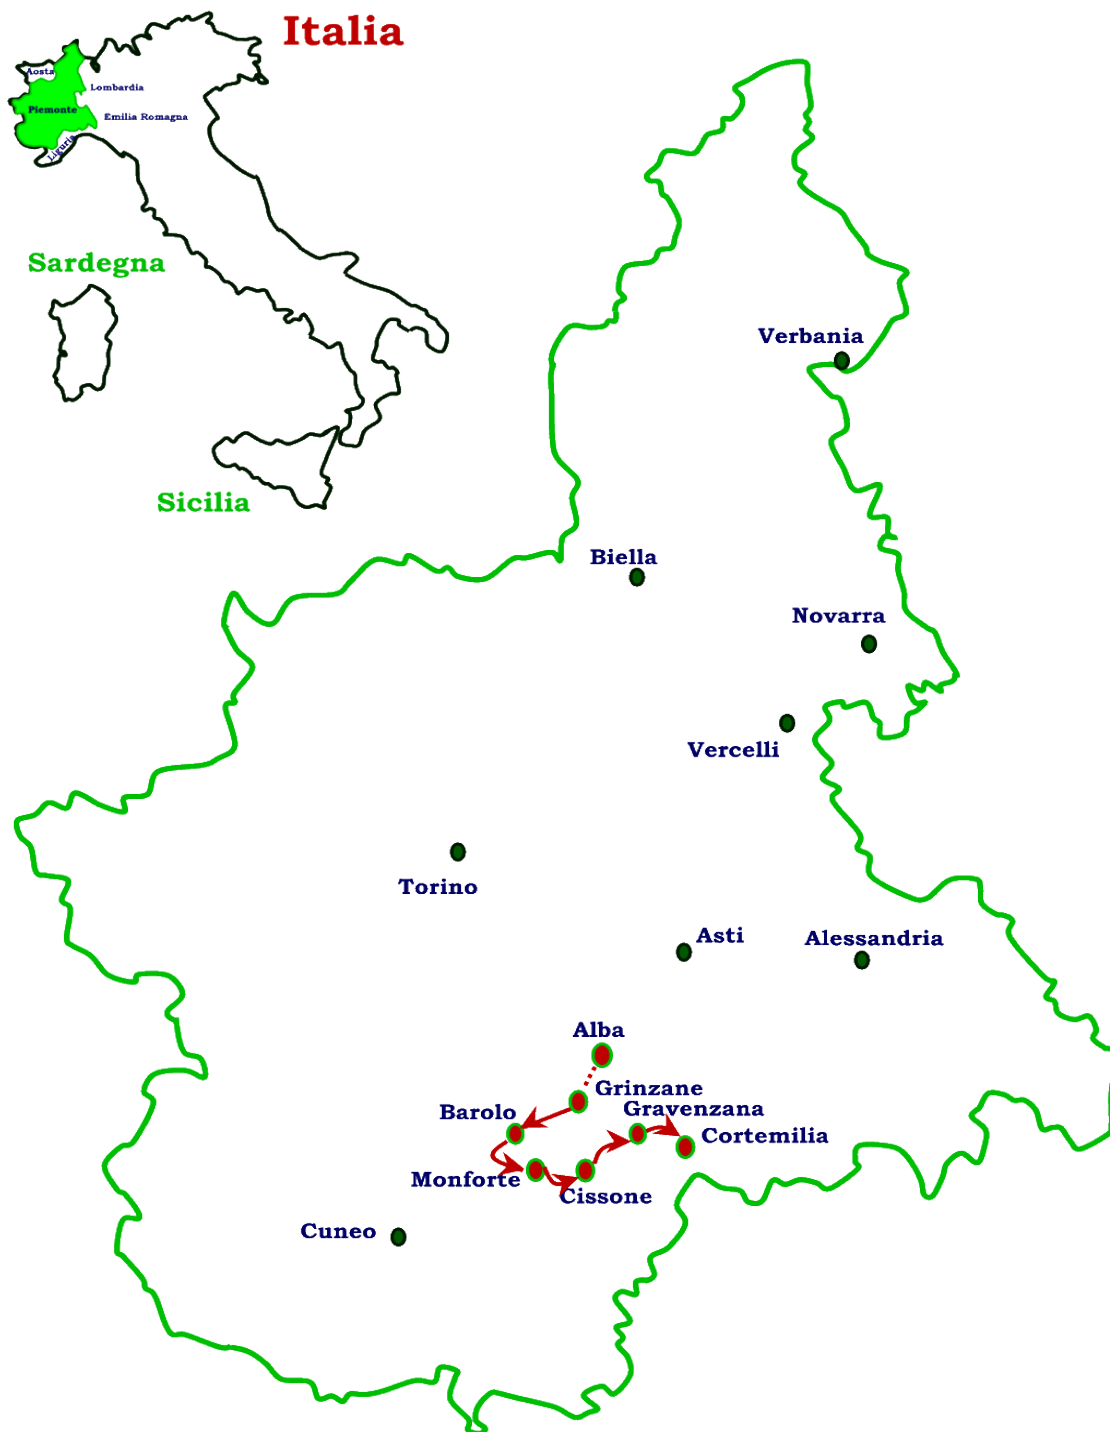 Italia
Aosta
Lombardia
Piemonte
Emilia Romagna
Liguria
Sardegna
Sicilia
Verbania
Biella
Novarra
Vercelli
Torino
Asti
Alessandria
Alba
Grinzane
Barolo
Gravenzana
Cortemilia
Monforte
Cissone
Cuneo